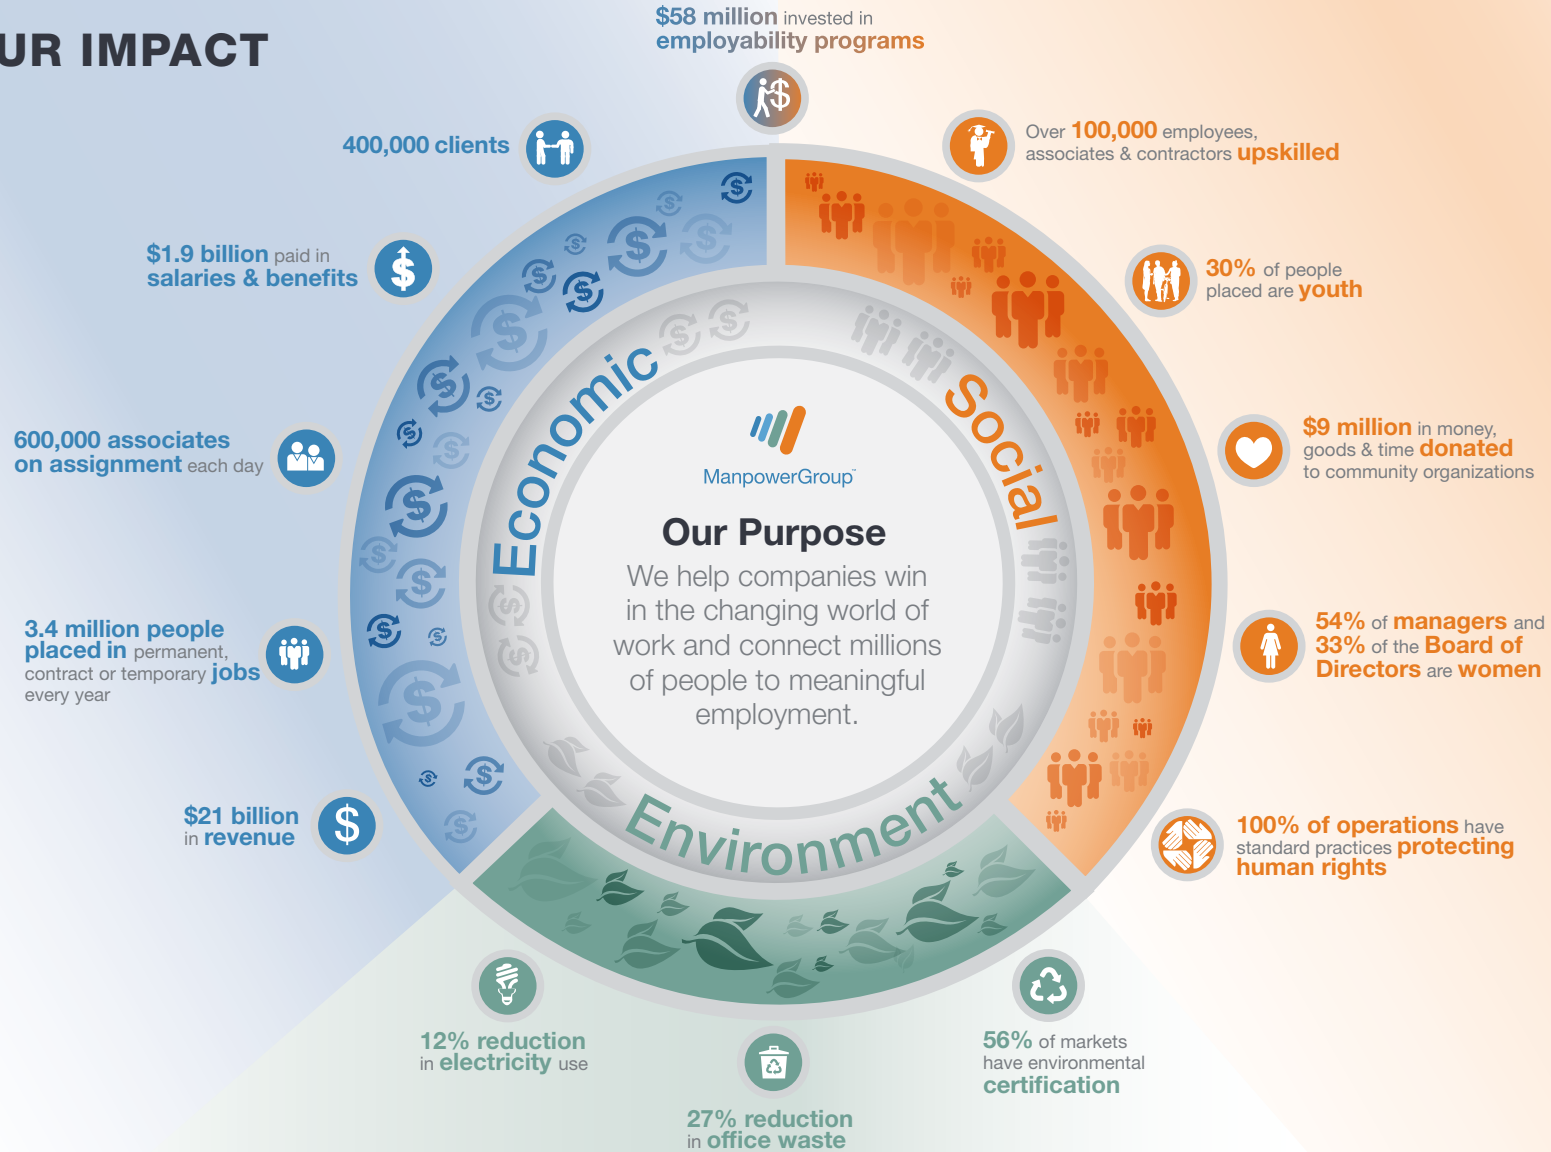 UR IMPACT
$58 million invested in
employability programs
400,000 clients
$1.9 billion paid in
salaries & benefits
600,000 associates
on assignment each day
3.4 million people
placed in permanent,
contract or temporary jobs
every year
$21 billion
in revenue
Over 100,000 employees,
associates & contractors upskilled
30% of people
placed are youth
$9 million in money,
goods & time donated
to community organizations
54% of managers and
33% of the Board of
Directors are women
100% of operations have
standard practices protecting
human rights
Economic
Social
Environment
ManpowerGroup™
Our Purpose
We help companies win
in the changing world of
work and connect millions
of people to meaningful
employment.
12% reduction
in electricity use
27% reduction
in office waste
56% of markets
have environmental
certification